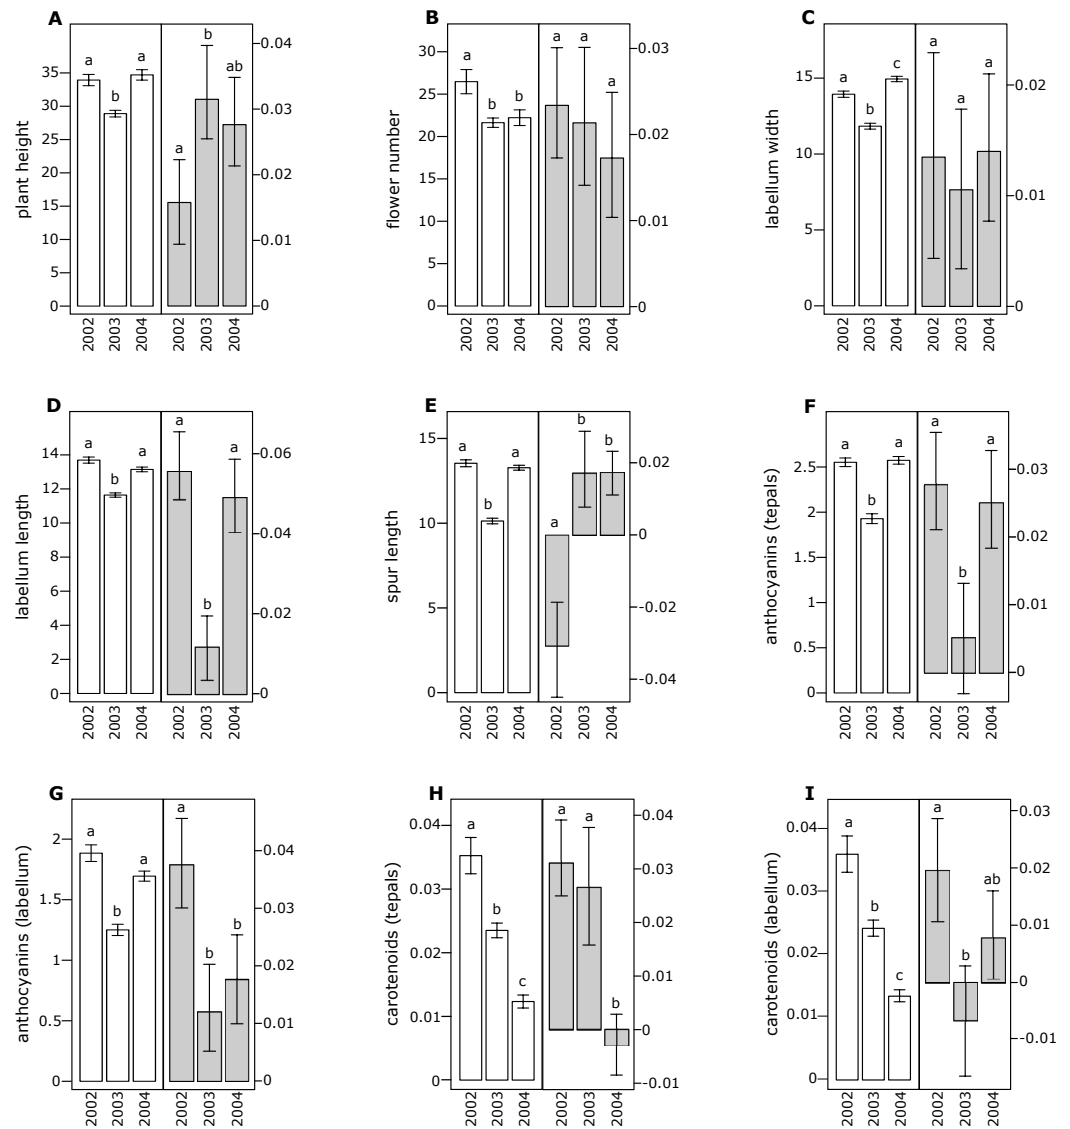 A
a b a a b ab
plant height
35
30
25
20
15
10
5
0
0.04
0.03
0.02
0.01
0
2002 2003 2004 2002 2003 2004
B
a b b a a a
flower number
30
25
20
15
10
5
0
0.03
0.02
0.01
0
2002 2003 2004 2002 2003 2004
C
a b c a a a
labellum width
15
10
5
0
0.02
0.01
0
2002 2003 2004 2002 2003 2004
D
a b a a b a
labellum length
14
12
10
8
6
4
2
0
0.06
0.04
0.02
0
2002 2003 2004 2002 2003 2004
E
a b a a b b
spur length
15
10
5
0
0.02
0
-0.02
-0.04
2002 2003 2004 2002 2003 2004
F
a b a a b a
anthocyanins (tepals)
2.5
2
1.5
1
0.5
0
0.03
0.02
0.01
0
2002 2003 2004 2002 2003 2004
G
a b a a b b
anthocyanins (labellum)
2
1.5
1
0.5
0
0.04
0.03
0.02
0.01
0
2002 2003 2004 2002 2003 2004
H
a b c a a b
carotenoids (tepals)
0.04
0.03
0.02
0.01
0
0.04
0.03
0.02
0.01
0
-0.01
2002 2003 2004 2002 2003 2004
I
a b c a b ab
carotenoids (labellum)
0.04
0.03
0.02
0.01
0
0.03
0.02
0.01
0
-0.01
2002 2003 2004 2002 2003 2004